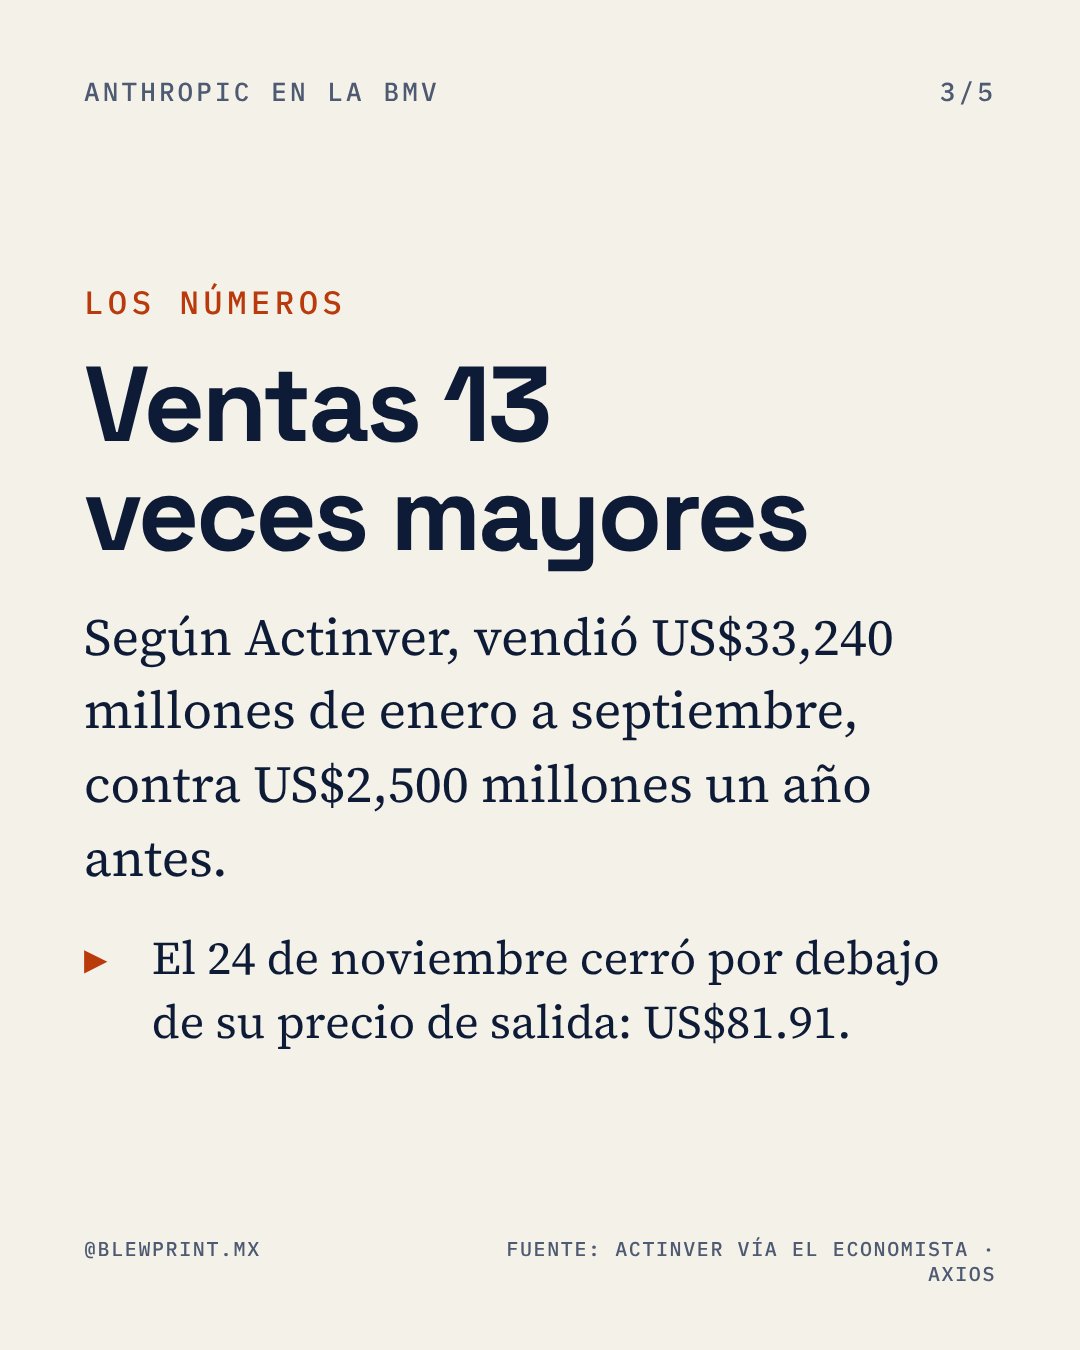 ANTHROPIC EN LA BMV
3/5
LOS NÚMEROS
Ventas 13
veces mayores
Según Actinver, vendió US$33,240
millones de enero a septiembre,
contra US$2,500 millones un año
antes.
▶ El 24 de noviembre cerró por debajo
de su precio de salida: US$81.91.
@BLEWPRINT.MX
FUENTE: ACTINVER VÍA EL ECONOMISTA ·
AXIOS